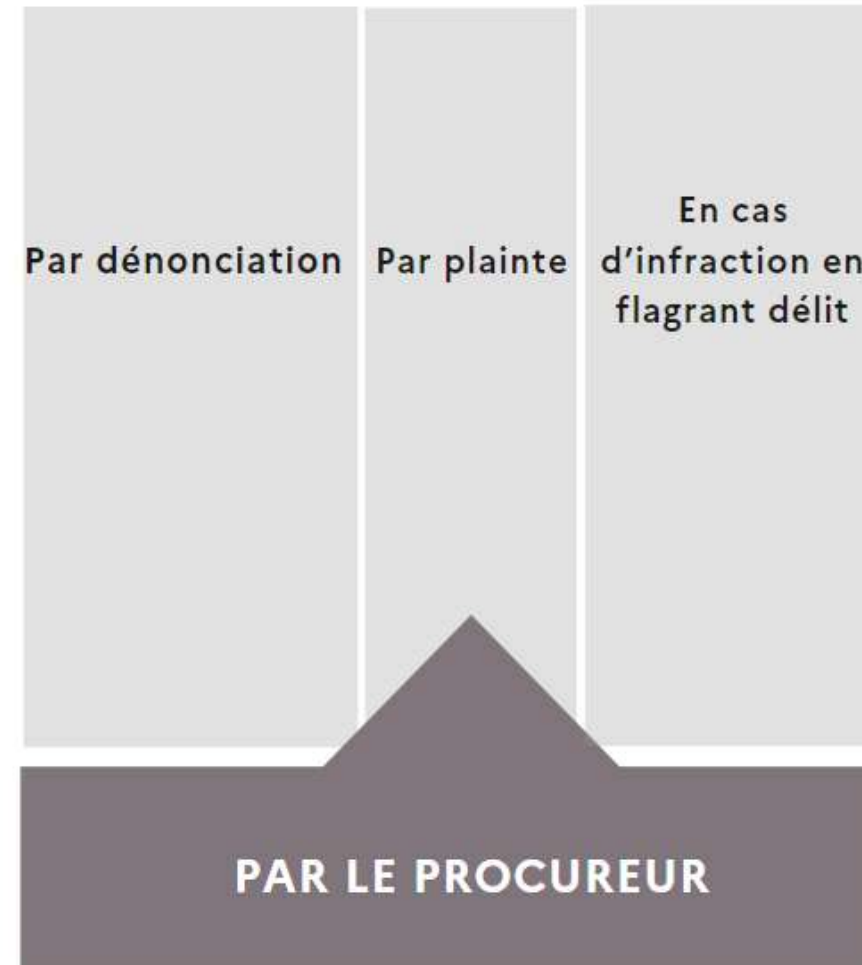 Par dénonciation
Par plainte
En cas
d’infraction en
flagrant délit
PAR LE PROCUREUR